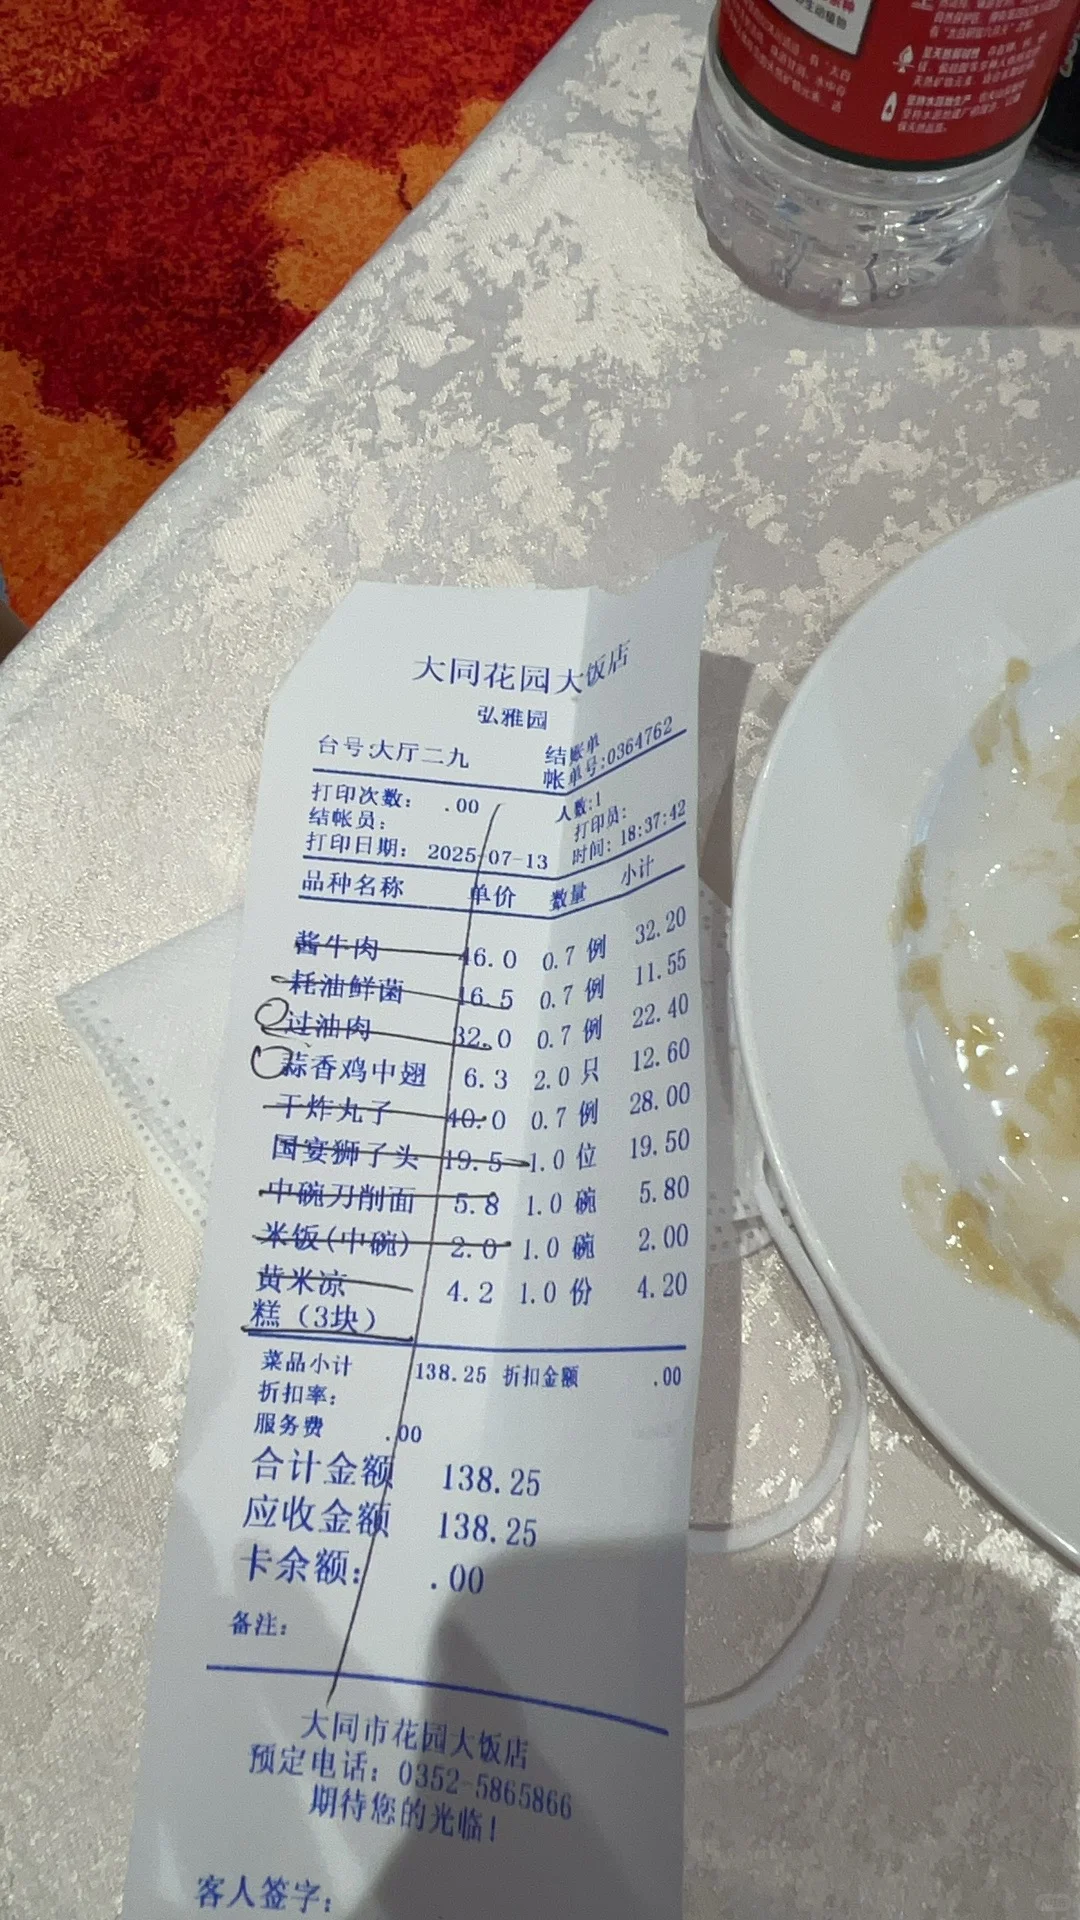 坚持水源地生产
大同花园大饭店
弘雅园
台号:大厅二九 结账单
帐单号:0364762
打印次数: .00 人数:1
结帐员: 打印员:
打印日期: 2025-07-13 时间: 18:37:42
品种名称 单价 数量 小计
酱牛肉 46.0 0.7 例 32.20
耗油鲜菌 16.5 0.7 例 11.55
过油肉 32.0 0.7 例 22.40
蒜香鸡中翅 6.3 2.0 只 12.60
干炸丸子 40.0 0.7 例 28.00
国宴狮子头 19.5 1.0 位 19.50
中碗刀削面 5.8 1.0 碗 5.80
米饭(中碗) 2.0 1.0 碗 2.00
黄米凉 4.2 1.0 份 4.20
糕（3块）
菜品小计 138.25 折扣金额 .00
折扣率:
服务费 .00
合计金额 138.25
应收金额 138.25
卡余额: .00
备注:
大同市花园大饭店
预定电话: 0352-5865866
期待您的光临!
客人签字: